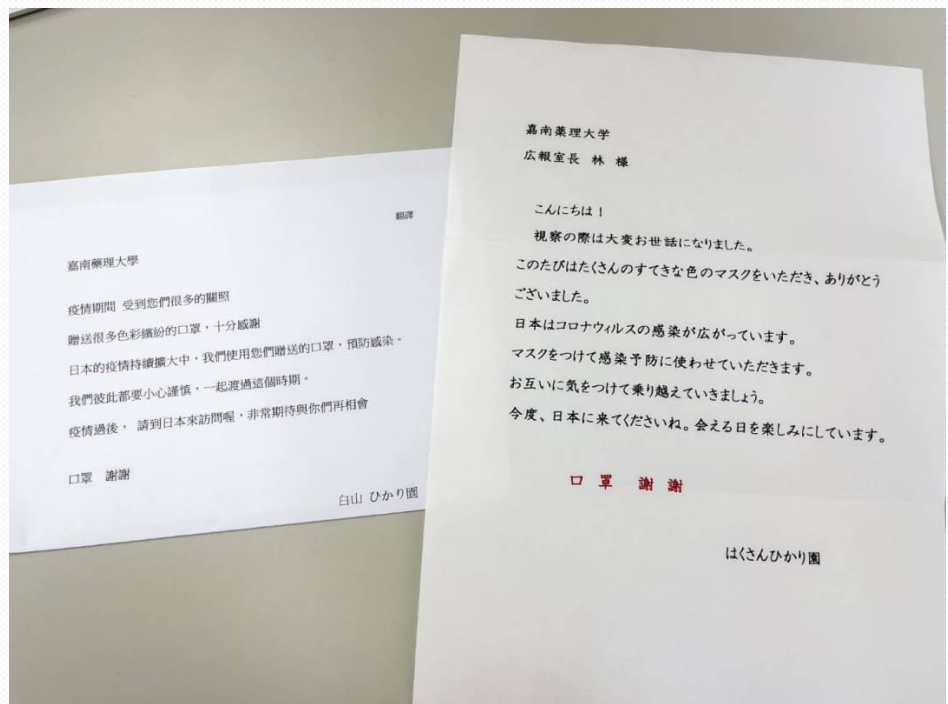 翻譯
嘉南藥理大學
疫情期間 受到您們很多的關照
贈送很多色彩繽紛的口罩，十分感謝
日本的疫情持續擴大中，我們使用您們贈送的口罩，預防感染。
我們彼此都要小心謹慎，一起渡過這個時期。
疫情過後， 請到日本來訪問喔，非常期待與你們再相會
口罩 謝謝
白山 ひかり園
嘉南薬理大学
広報室長 林 様
こんにちは！
視察の際は大変お世話になりました。
このたびはたくさんのすてきな色のマスクをいただき、ありがとう
ございました。
日本はコロナウィルスの感染が広がっています。
マスクをつけて感染予防に使わせていただきます。
お互いに気をつけて乗り越えていきましょう。
今度、日本に来てくださいね。会える日を楽しみにしています。
口 罩 謝 謝
はくさんひかり園